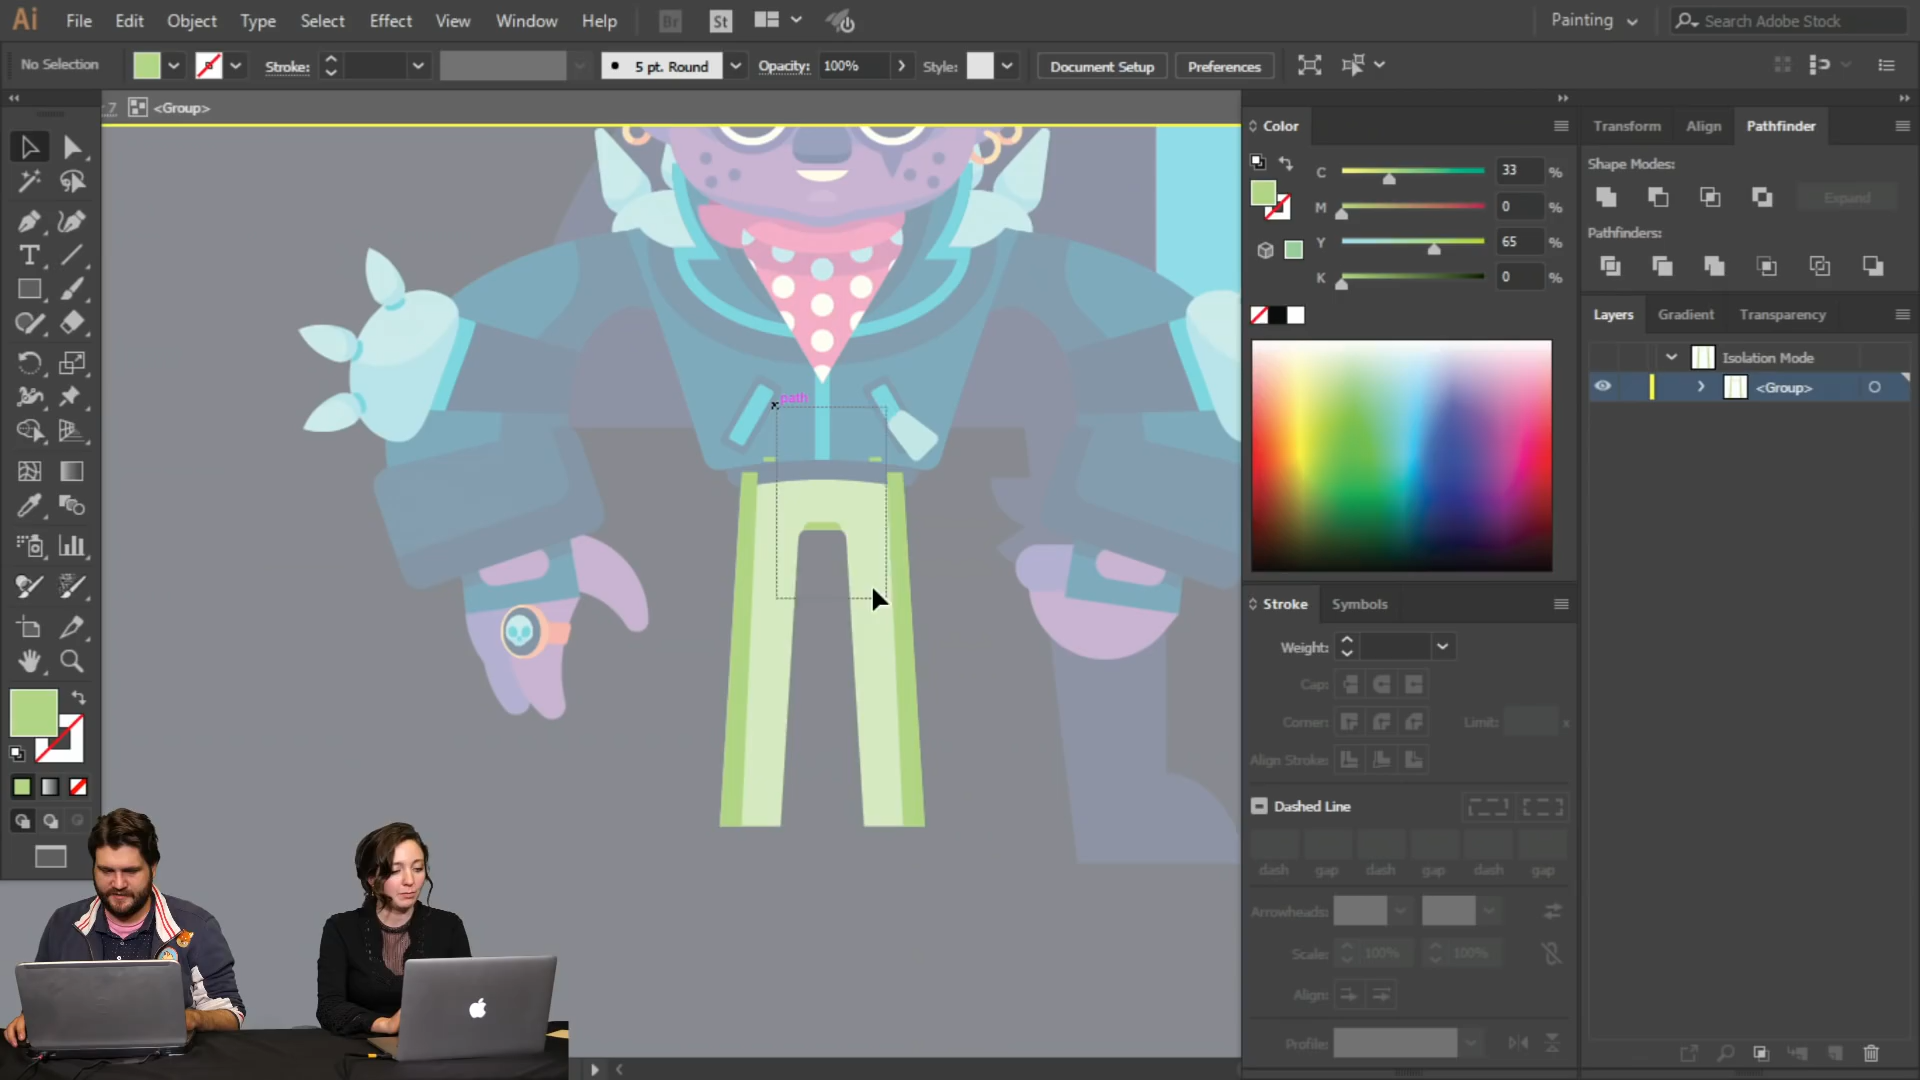 Ai File Edit Object Type Select Effect View Window Help Br St Painting Search Adobe Stock
No Selection Stroke: 5 pt. Round Opacity: 100% Style: Document Setup Preferences
7 <Group>
Color
C 33 %
M 0 %
Y 65 %
K 0 %
Transform Align Pathfinder
Shape Modes:
Expand
Pathfinders:
Layers Gradient Transparency
Isolation Mode
<Group>
path
T
Stroke Symbols
Weight:
Cap:
Corner: Limit: x
Align Stroke:
Dashed Line
dash gap dash gap dash gap
Arrowheads:
Scale: 100% 100%
Align:
Profile: